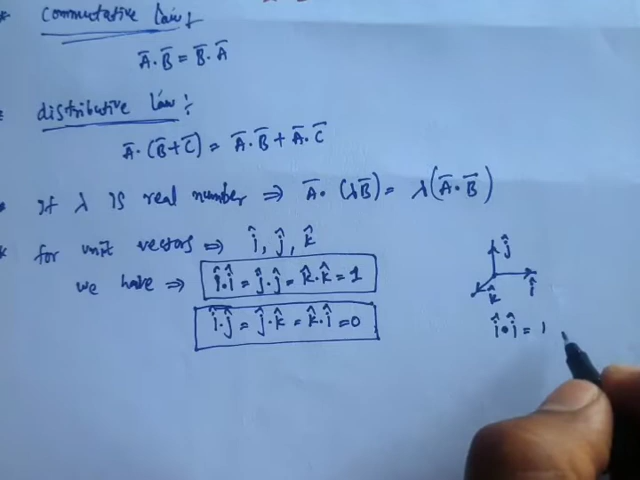 commutative law:
A̅·B̅ = B̅·A̅
distributive law:
A̅·(B̅+C̅) = A̅·B̅ + A̅·C̅
If λ is real number ⇒ A̅·(λB̅) = λ(A̅·B̅)
for unit vectors ⇒ î, ĵ, k̂
we have ⇒ î·î = ĵ·ĵ = k̂·k̂ = 1
î·ĵ = ĵ·k̂ = k̂·î = 0
ĵ
î
k̂
î·ĵ = 1